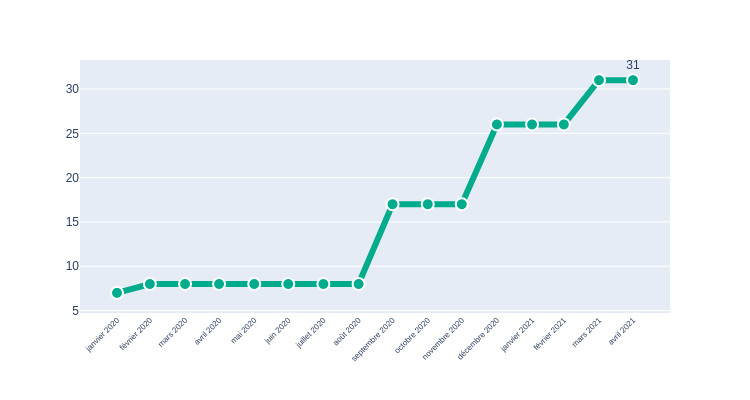 31
30
25
20
15
10
5
janvier 2020
février 2020
mars 2020
avril 2020
mai 2020
juin 2020
juillet 2020
août 2020
septembre 2020
octobre 2020
novembre 2020
décembre 2020
janvier 2021
février 2021
mars 2021
avril 2021